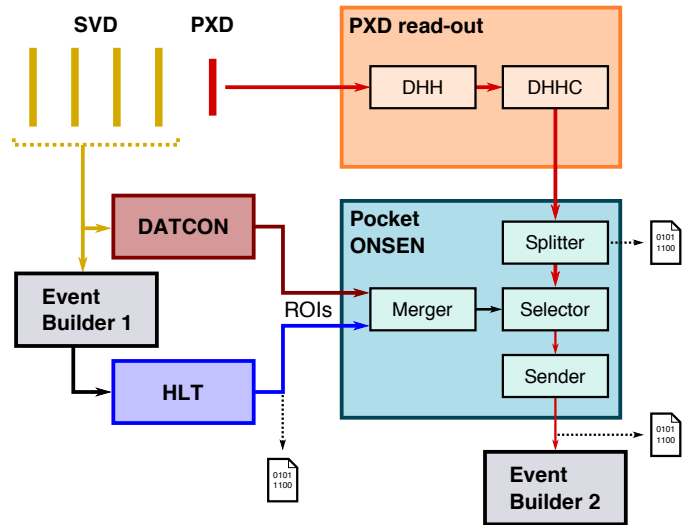 SVD
PXD
PXD read-out
DHH
DHHC
DATCON
Pocket
ONSEN
Splitter
0101
1100
Event
Builder 1
ROIs
Merger
Selector
HLT
Sender
0101
1100
0101
1100
Event
Builder 2